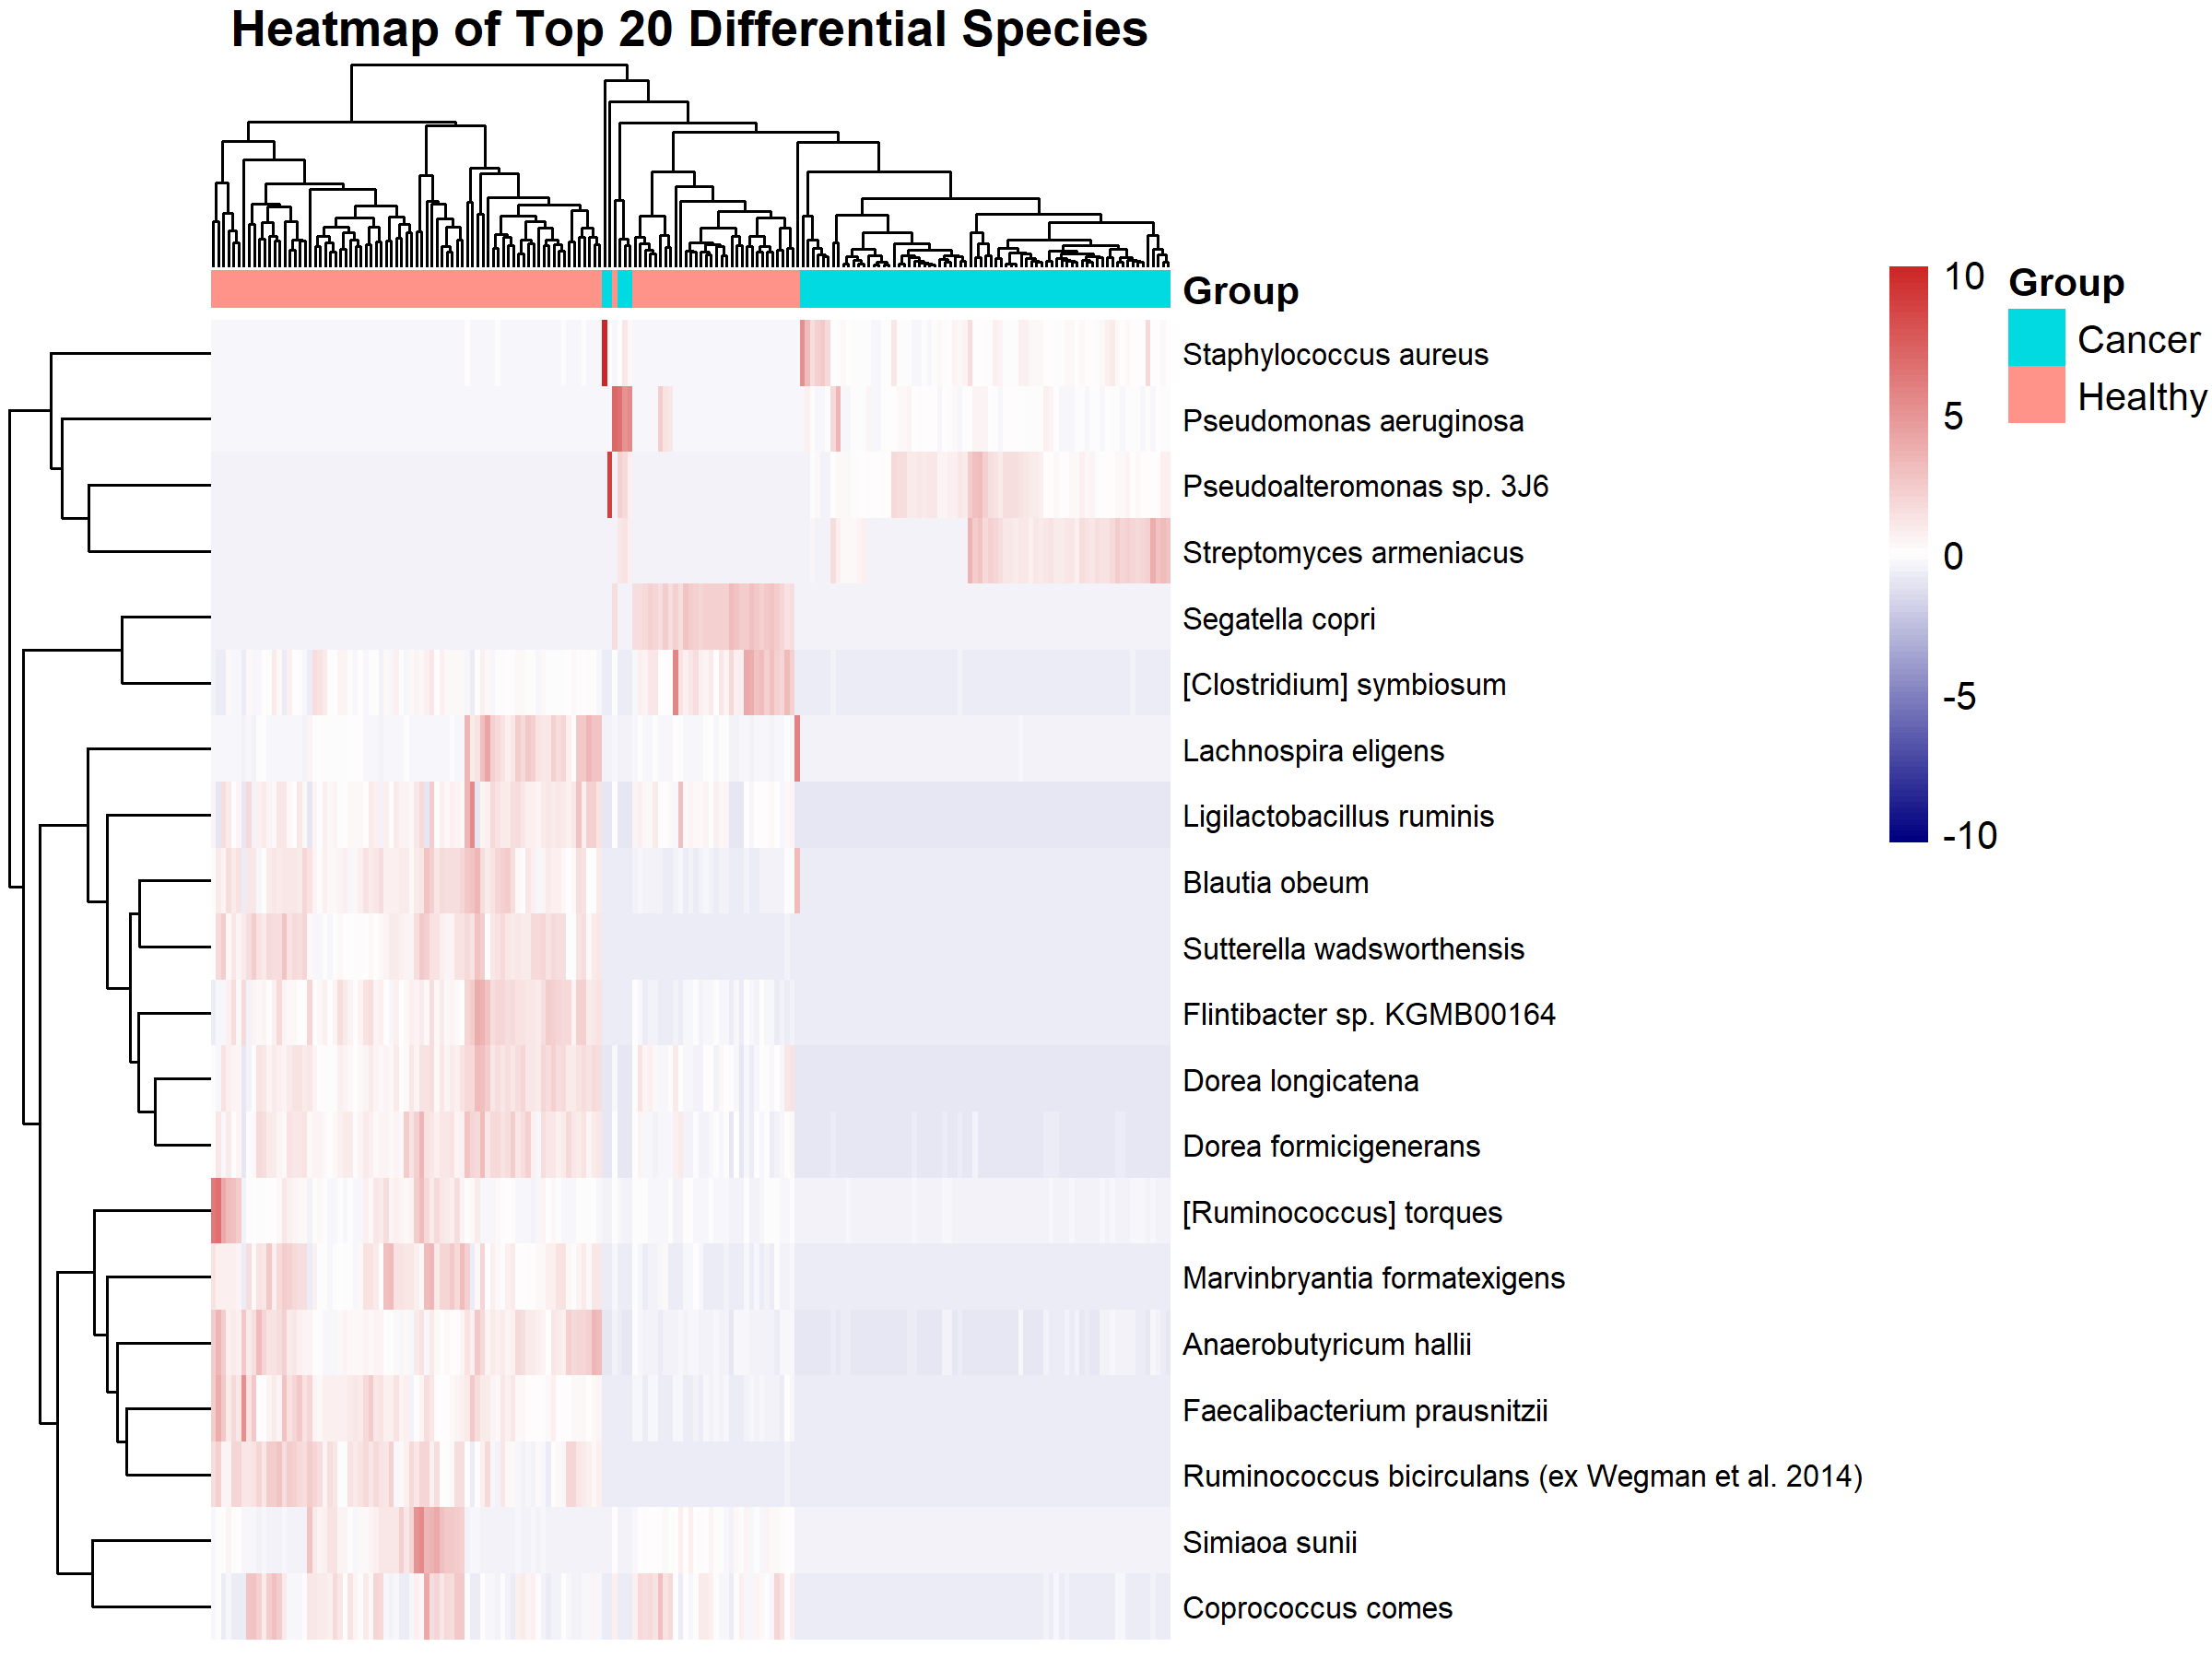 Heatmap of Top 20 Differential Species
Group
Staphylococcus aureus
Pseudomonas aeruginosa
Pseudoalteromonas sp. 3J6
Streptomyces armeniacus
Segatella copri
[Clostridium] symbiosum
Lachnospira eligens
Ligilactobacillus ruminis
Blautia obeum
Sutterella wadsworthensis
Flintibacter sp. KGMB00164
Dorea longicatena
Dorea formicigenerans
[Ruminococcus] torques
Marvinbryantia formatexigens
Anaerobutyricum hallii
Faecalibacterium prausnitzii
Ruminococcus bicirculans (ex Wegman et al. 2014)
Simiaoa sunii
Coprococcus comes
10
5
0
-5
-10
Group
Cancer
Healthy